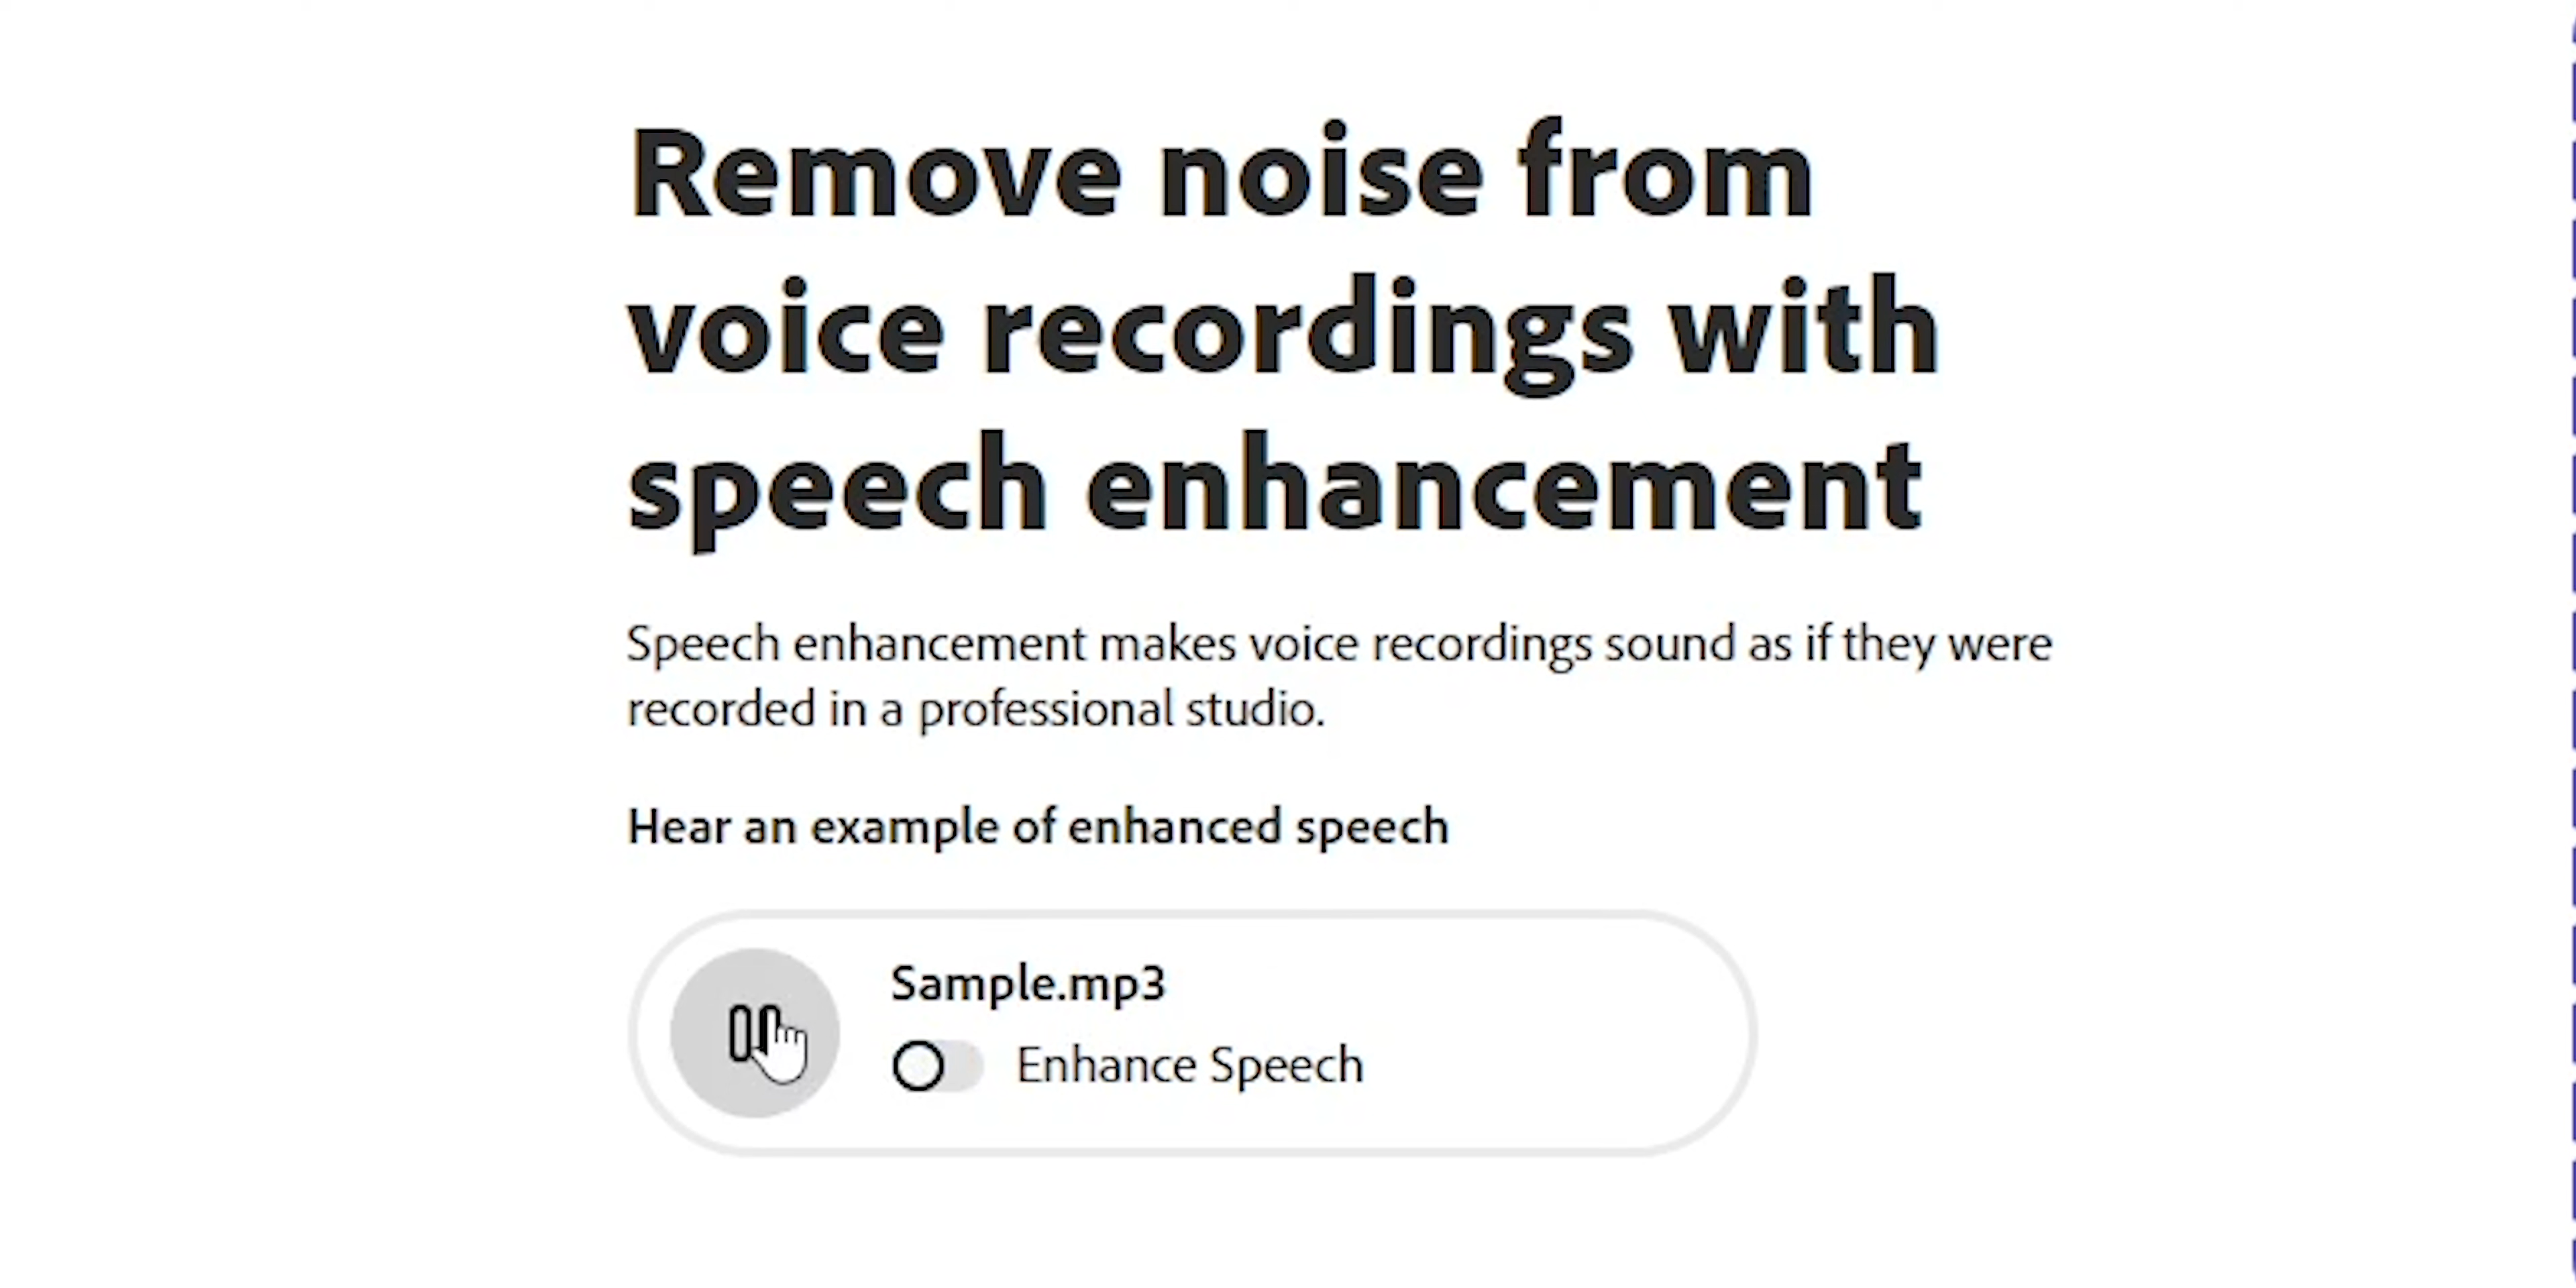 Remove noise from
voice recordings with
speech enhancement
Speech enhancement makes voice recordings sound as if they were
recorded in a professional studio.
Hear an example of enhanced speech
Sample.mp3
Enhance Speech